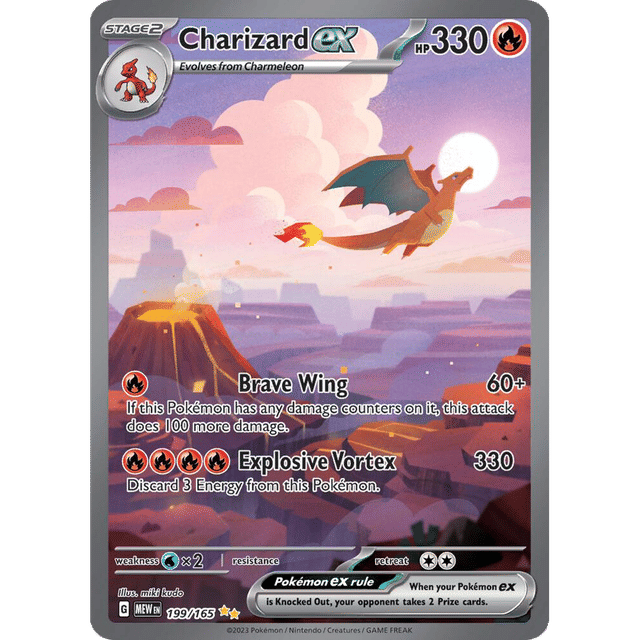 STAGE2 Charizard ex HP 330
Evolves from Charmeleon
Brave Wing 60+
If this Pokémon has any damage counters on it, this attack
does 100 more damage.
Explosive Vortex 330
Discard 3 Energy from this Pokémon.
weakness ×2 resistance retreat
Illus. miki kudo
Pokémon ex rule When your Pokémon ex
is Knocked Out, your opponent takes 2 Prize cards.
G MEW EN 199/165
©2023 Pokémon / Nintendo / Creatures / GAME FREAK